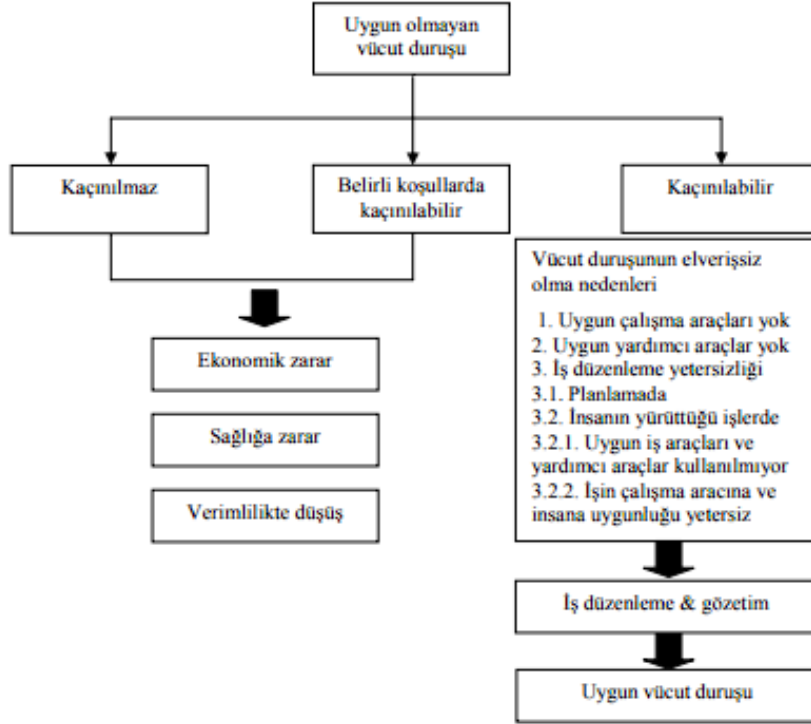 Uygun olmayan
vücut duruşu
Kaçınılmaz
Belirli koşullarda
kaçınılabilir
Kaçınılabilir
Vücut duruşunun elverişsiz
olma nedenleri
1. Uygun çalışma araçları yok
2. Uygun yardımcı araçlar yok
3. İş düzenleme yetersizliği
3.1. Planlamada
3.2. İnsanın yürüttüğü işlerde
3.2.1. Uygun iş araçları ve
yardımcı araçlar kullanılmıyor
3.2.2. İşin çalışma aracına ve
insana uygunluğu yetersiz
Ekonomik zarar
Sağlığa zarar
Verimlilikte düşüş
İş düzenleme & gözetim
Uygun vücut duruşu